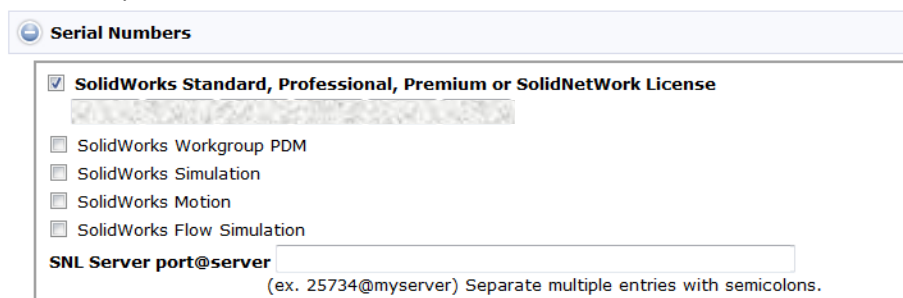 Serial Numbers
SolidWorks Standard, Professional, Premium or SolidNetWork License
SolidWorks Workgroup PDM
SolidWorks Simulation
SolidWorks Motion
SolidWorks Flow Simulation
SNL Server port@server
(ex. 25734@myserver) Separate multiple entries with semicolons.